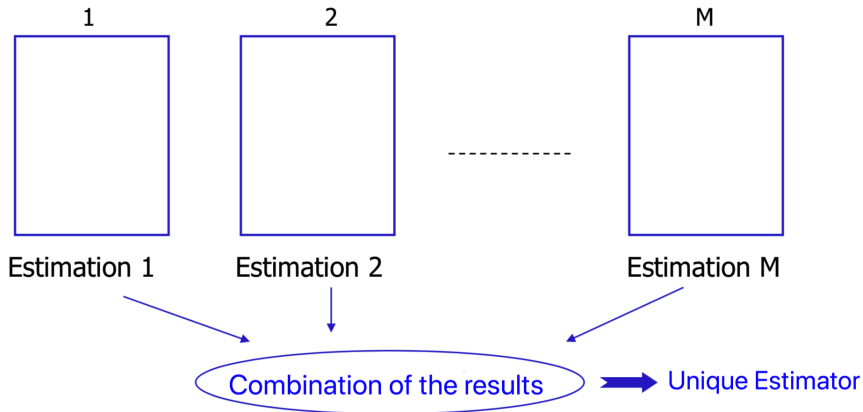 1 2 M
Estimation 1 Estimation 2 Estimation M
Combination of the results Unique Estimator